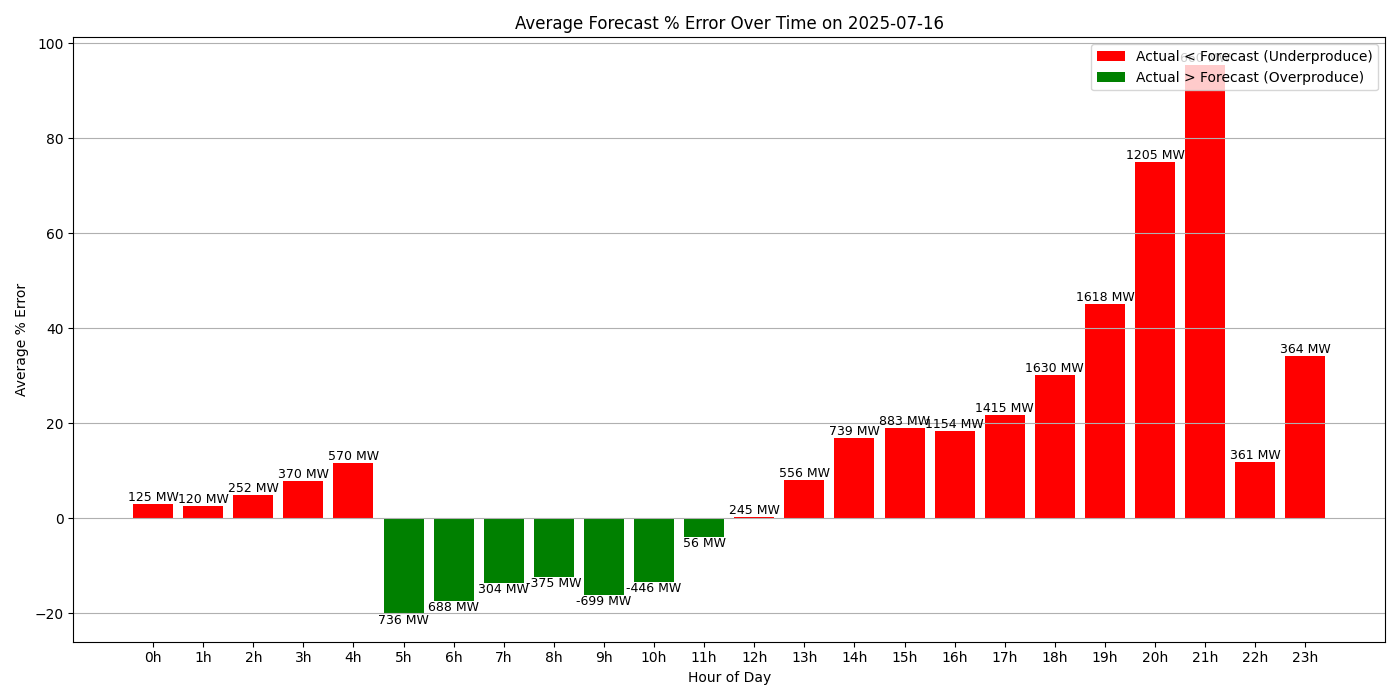 Average Forecast % Error Over Time on 2025-07-16
Actual < Forecast (Underproduce)
Actual > Forecast (Overproduce)
Average % Error
100
80
60
40
20
0
−20
125 MW
120 MW
252 MW
370 MW
570 MW
736 MW
688 MW
304 MW
-375 MW
-699 MW
-446 MW
56 MW
245 MW
556 MW
739 MW
883 MW
1154 MW
1415 MW
1630 MW
1618 MW
1205 MW
361 MW
364 MW
0h 1h 2h 3h 4h 5h 6h 7h 8h 9h 10h 11h 12h 13h 14h 15h 16h 17h 18h 19h 20h 21h 22h 23h
Hour of Day